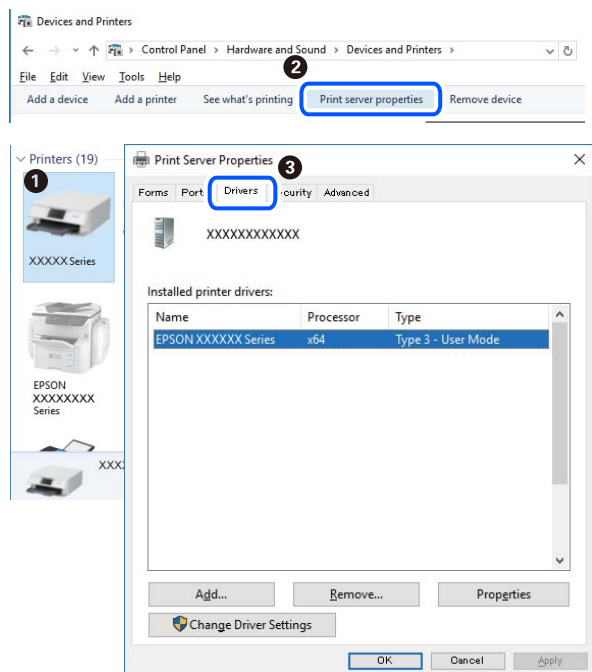 Devices and Printers
Control Panel > Hardware and Sound > Devices and Printers >
2
File Edit View Tools Help
Add a device Add a printer See what's printing Print server properties Remove device
Printers (19)
1
XXXXX Series
EPSON
XXXXXXXX
Series
XXX
Print Server Properties
3
Forms Port Drivers curity Advanced
XXXXXXXXXXXX
Installed printer drivers:
Name Processor Type
EPSON XXXXXX Series x64 Type 3 - User Mode
Add... Remove... Properties
Change Driver Settings
OK Cancel Apply